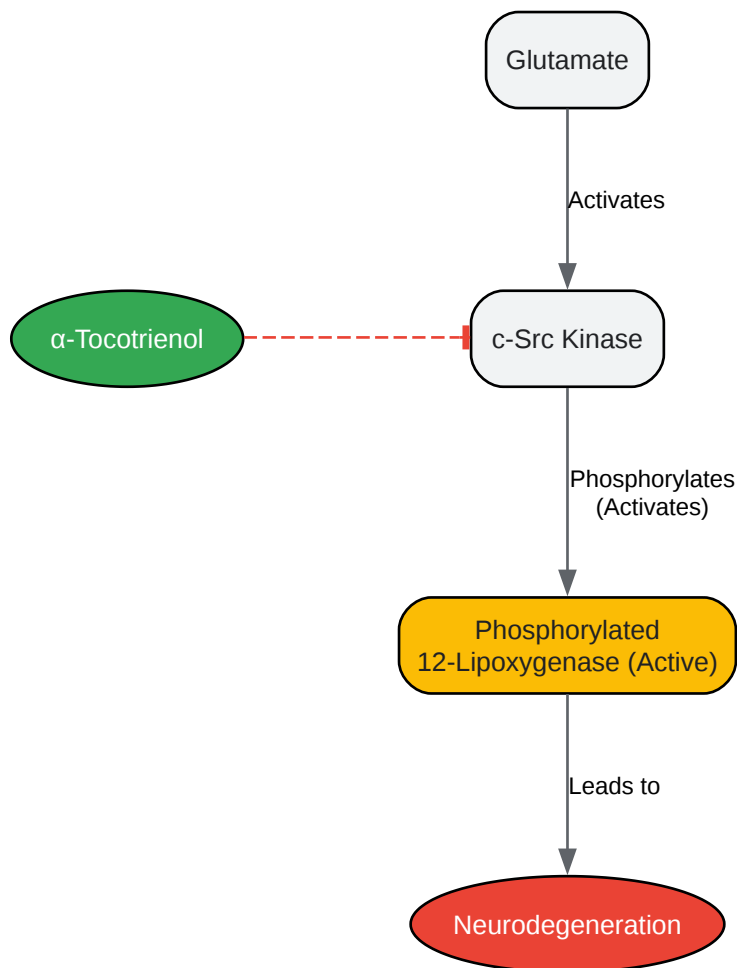 Glutamate
Activates
α-Tocotrienol
c-Src Kinase
Phosphorylates
(Activates)
Phosphorylated
12-Lipoxygenase (Active)
Leads to
Neurodegeneration